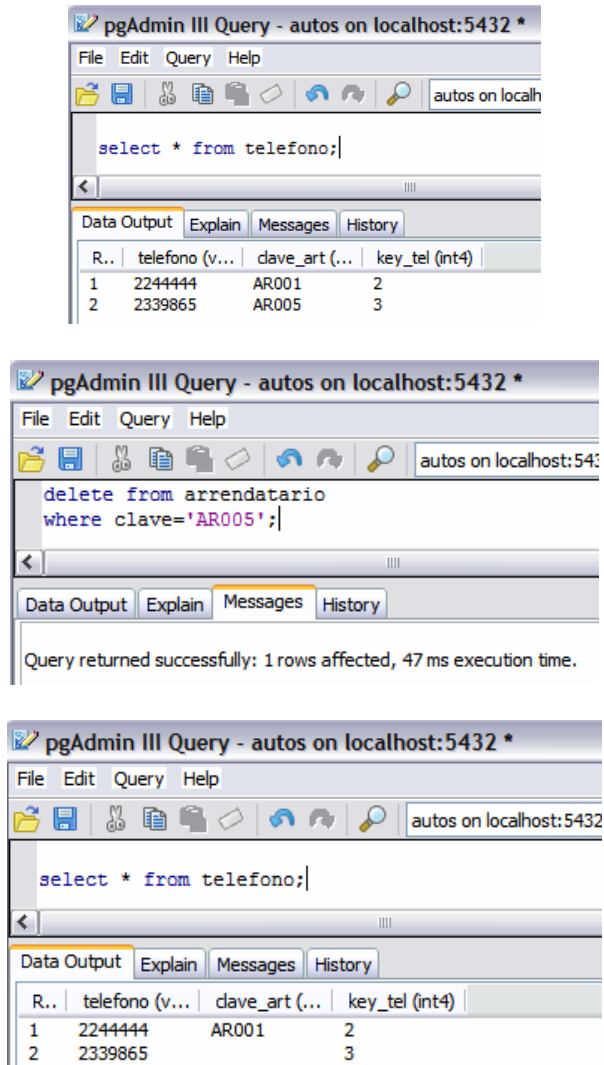 pgAdmin III Query - autos on localhost:5432 *
File Edit Query Help
autos on localh
select * from telefono;
Data Output Explain Messages History
R.. telefono (v... clave_art (... key_tel (int4)
1 2244444 AR001 2
2 2339865 AR005 3
pgAdmin III Query - autos on localhost:5432 *
File Edit Query Help
autos on localhost:543
delete from arrendatario
where clave='AR005';
Data Output Explain Messages History
Query returned successfully: 1 rows affected, 47 ms execution time.
pgAdmin III Query - autos on localhost:5432 *
File Edit Query Help
autos on localhost:5432
select * from telefono;
Data Output Explain Messages History
R.. telefono (v... clave_art (... key_tel (int4)
1 2244444 AR001 2
2 2339865 3